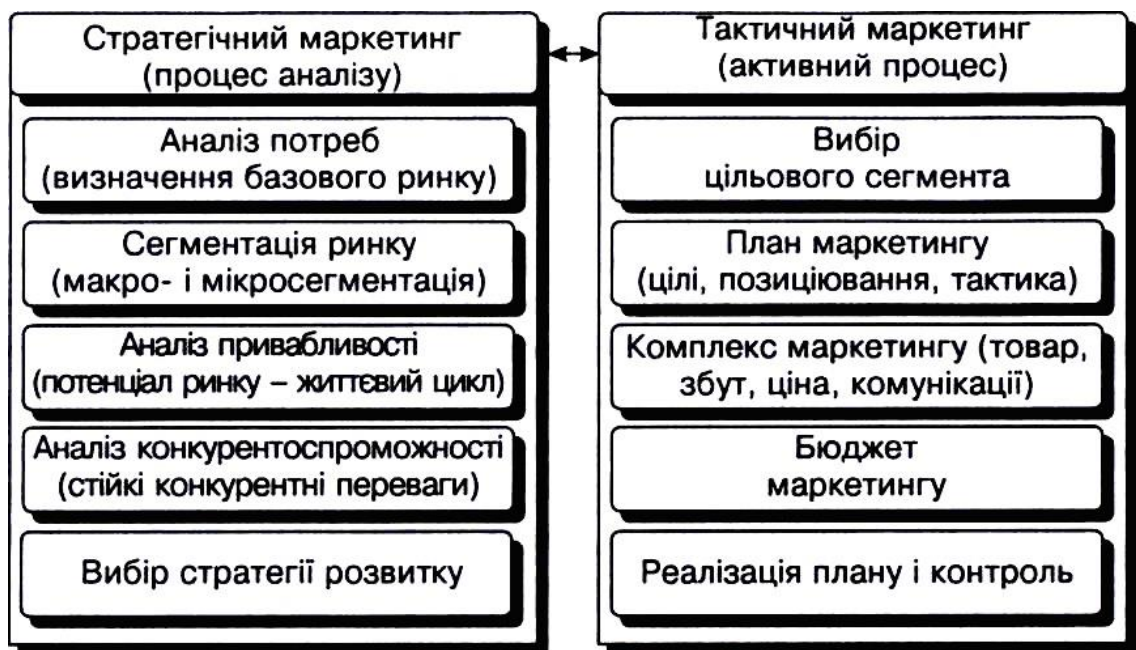 Стратегічний маркетинг
(процес аналізу)
Аналіз потреб
(визначення базового ринку)
Сегментація ринку
(макро- і мікросегментація)
Аналіз привабливості
(потенціал ринку – життєвий цикл)
Аналіз конкурентоспроможності
(стійкі конкурентні переваги)
Вибір стратегії розвитку
Тактичний маркетинг
(активний процес)
Вибір
цільового сегмента
План маркетингу
(цілі, позиціювання, тактика)
Комплекс маркетингу (товар,
збут, ціна, комунікації)
Бюджет
маркетингу
Реалізація плану і контроль